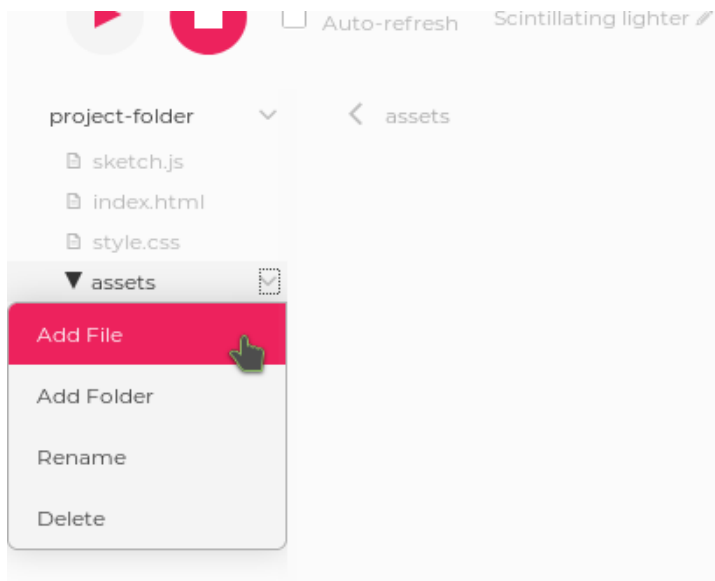 Auto-refresh
Scintillating lighter
project-folder
assets
sketch.js
index.html
style.css
assets
Add File
Add Folder
Rename
Delete